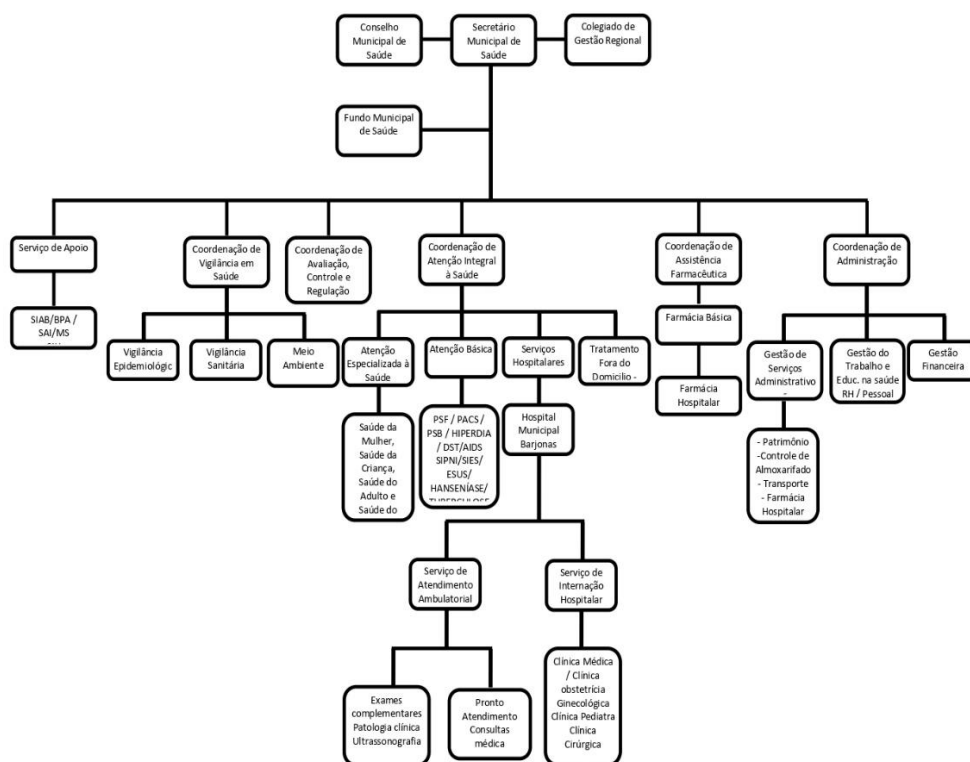 Conselho
Municipal de
Saúde
Secretário
Municipal de
Saúde
Colegiado de
Gestão Regional
Fundo Municipal
de Saúde
Serviço de Apoio
Coordenação de
Vigilância em
Saúde
Coordenação de
Avaliação,
Controle e
Regulação
Coordenação de
Atenção Integral
à Saúde
Coordenação de
Assistência
Farmacêutica
Coordenação de
Administração
SIAB/BPA /
SAI/MS
Vigilância
Epidemiológic
Vigilância
Sanitária
Meio
Ambiente
Atenção
Especializada à
Saúde
Atenção Básica
Serviços
Hospitalares
Tratamento
Fora do
Domicilio -
Farmácia Básica
Farmácia
Hospitalar
Gestão de
Serviços
Administrativo
-
Gestão do
Trabalho e
Educ. na saúde
RH / Pessoal
Gestão
Financeira
Saúde da
Mulher,
Saúde da
Criança,
Saúde do
Adulto e
Saúde do
PSF / PACS /
PSB / HIPERDIA
/ DST/AIDS
SIPNI/SIES/
ESUS/
HANSENÍASE/
TUBERCULOSE
Hospital
Municipal
Barjonas
- Patrimônio
-Controle de
Almoxarifado
- Transporte
- Farmácia
Hospitalar
Serviço de
Atendimento
Ambulatorial
Serviço de
Internação
Hospitalar
Exames
complementares
Patologia clínica
Ultrassonografia
Pronto
Atendimento
Consultas
médica
Clínica Médica
/ Clínica
obstetrícia
Ginecológica
Clínica Pediatra
Clínica
Cirúrgica